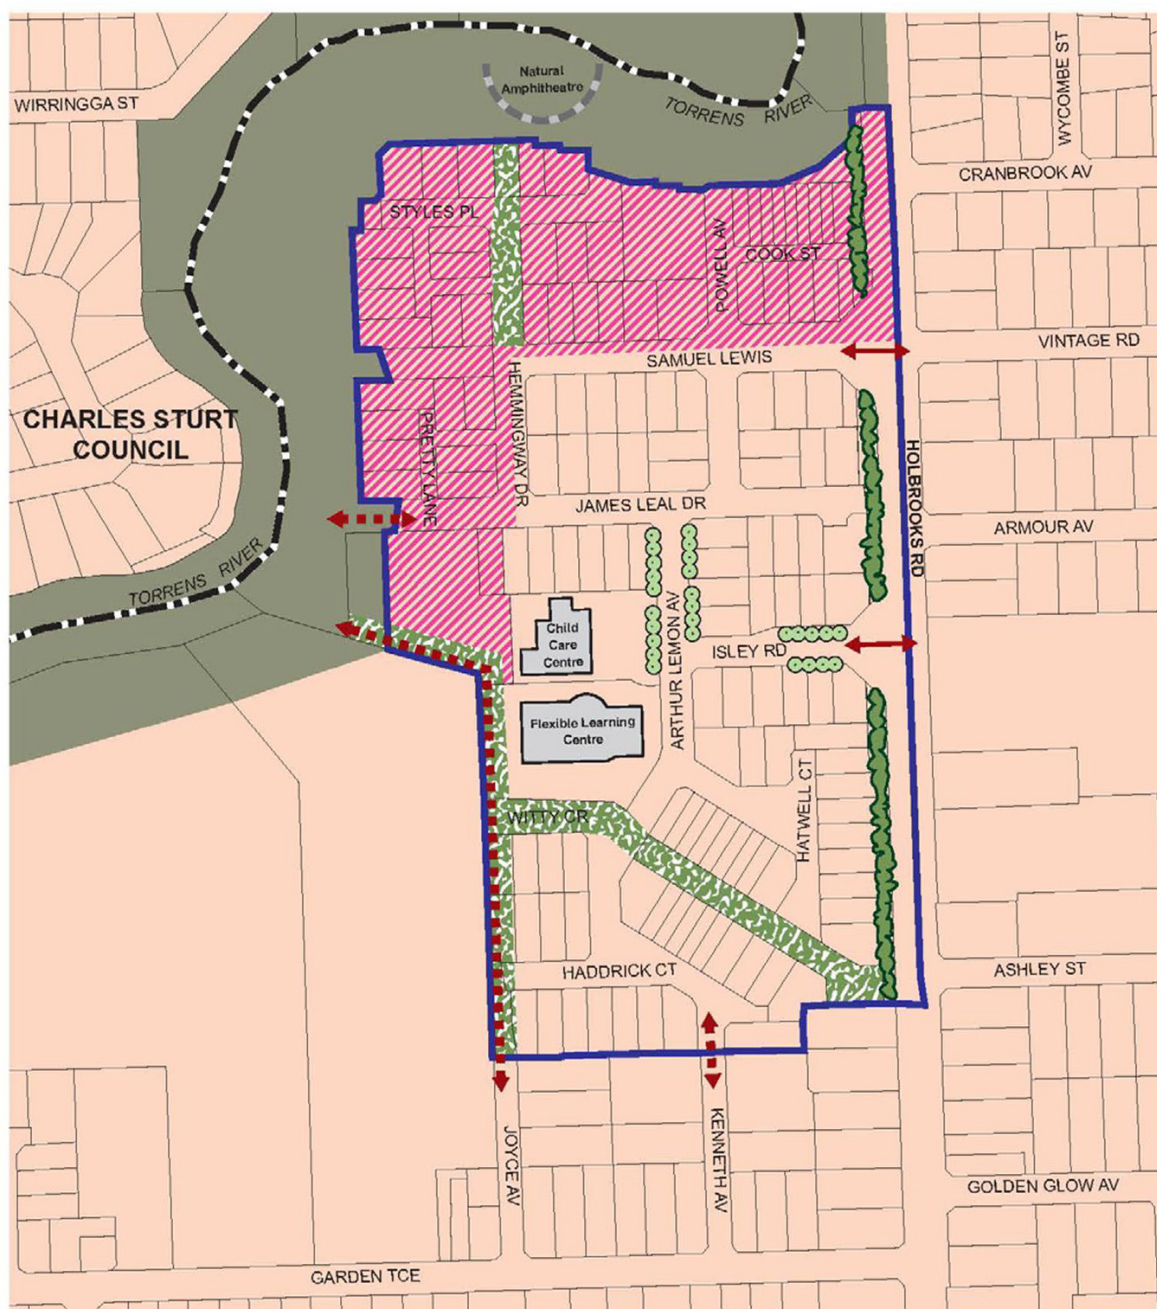 Natural
Amphitheatre
TORRENS RIVER
WIRRINGGA ST
WYCOMBE ST
CRANBROOK AV
STYLES PL
POWELL AV
COOK ST
VINTAGE RD
SAMUEL LEWIS
HEMMINGWAY DR
CHARLES STURT
COUNCIL
PRETTY LANE
HOLBROOKS RD
JAMES LEAL DR
ARMOUR AV
TORRENS RIVER
Child
Care
Centre
ARTHUR LEMON AV
ISLEY RD
Flexible Learning
Centre
HATWELL CT
WITTY CR
HADDRICK CT
ASHLEY ST
JOYCE AV
KENNETH AV
GOLDEN GLOW AV
GARDEN TCE